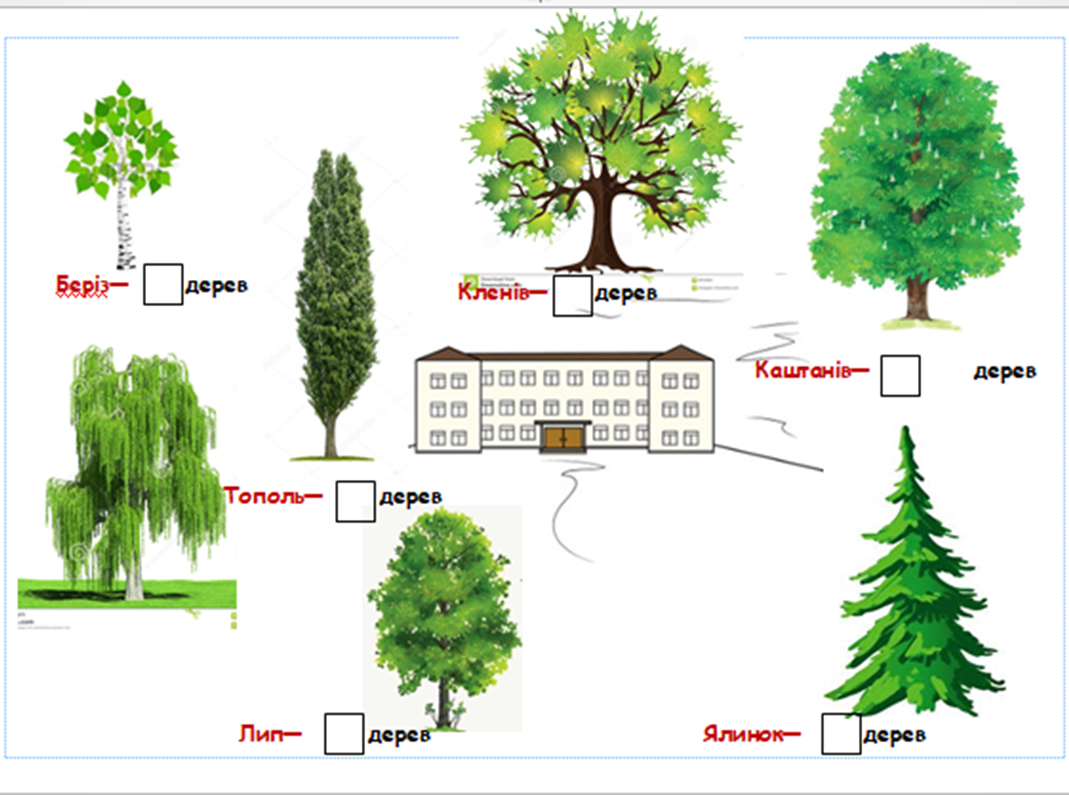 Беріз— дерев
Кленів— дерев
Каштанів— дерев
Тополь— дерев
Лип— дерев
Ялинок— дерев